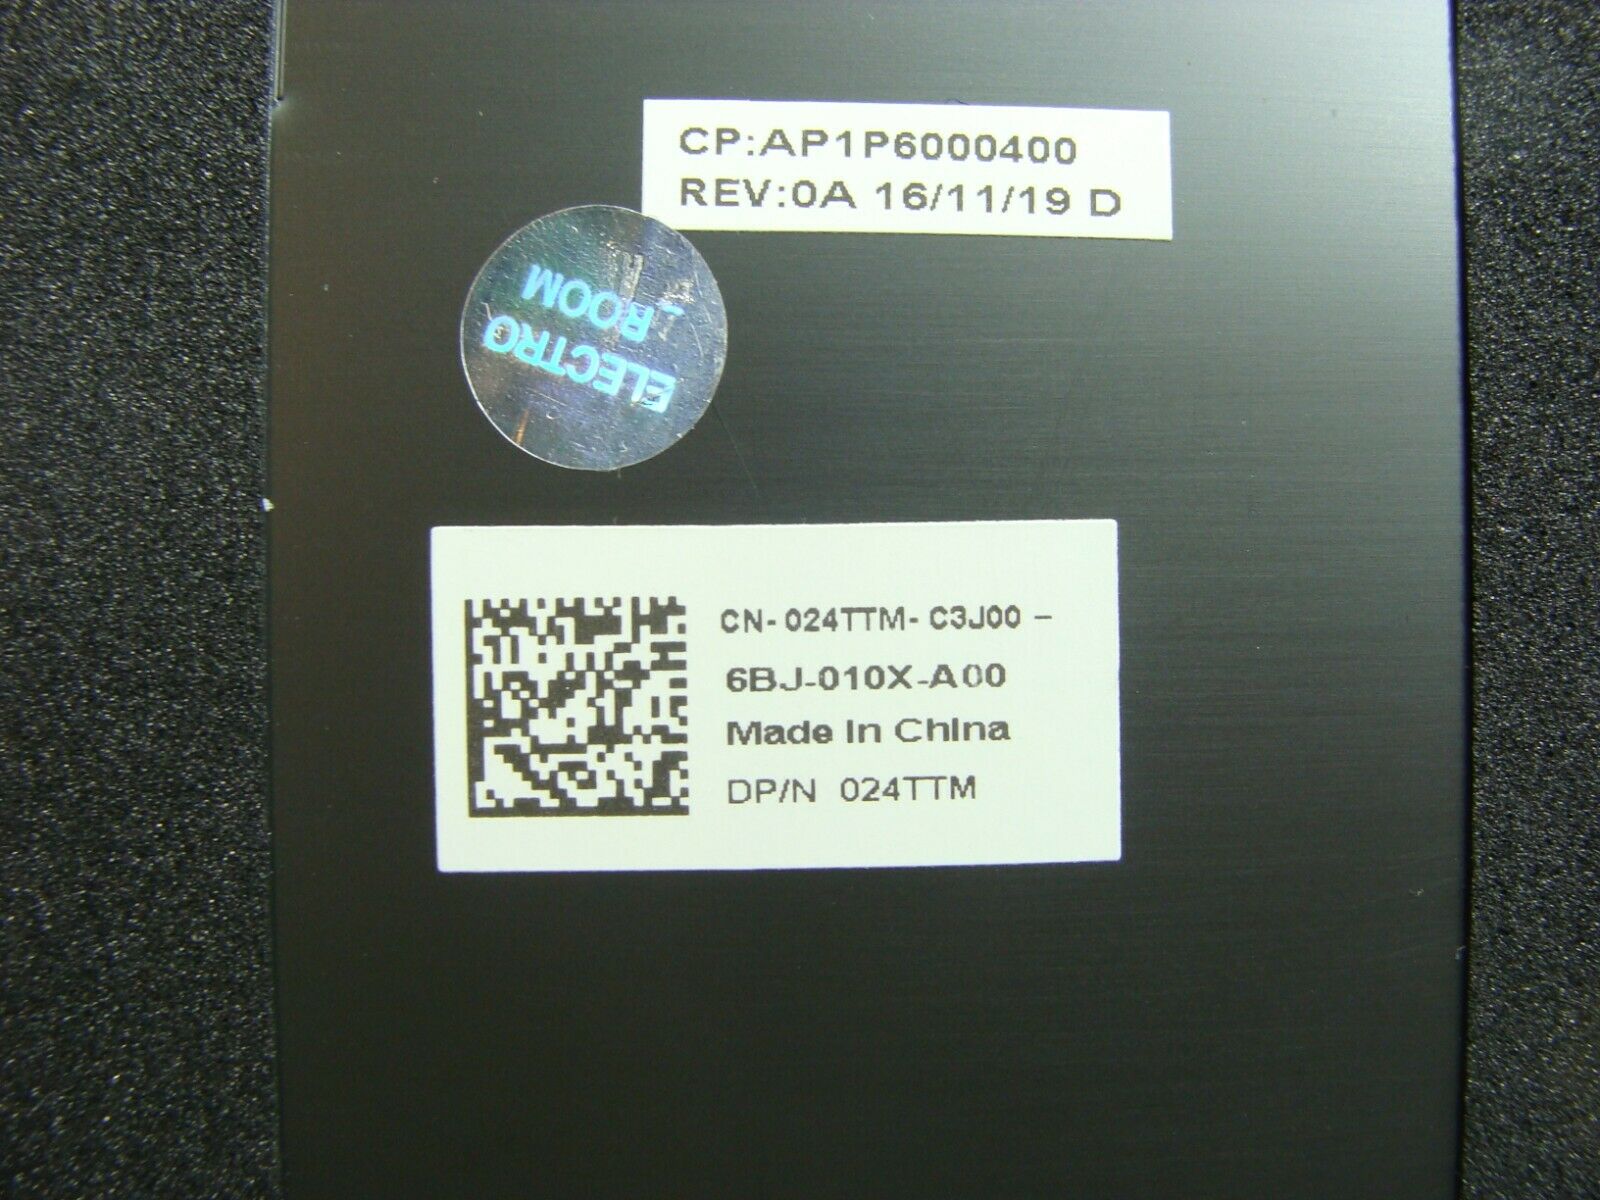 CP:AP1P6000400
REV:0A 16/11/19 D
ELECTRO
_ROOM
CN- 024TTM- C3J00 -
6BJ-010X-A00
Made In China
DP/N 024TTM